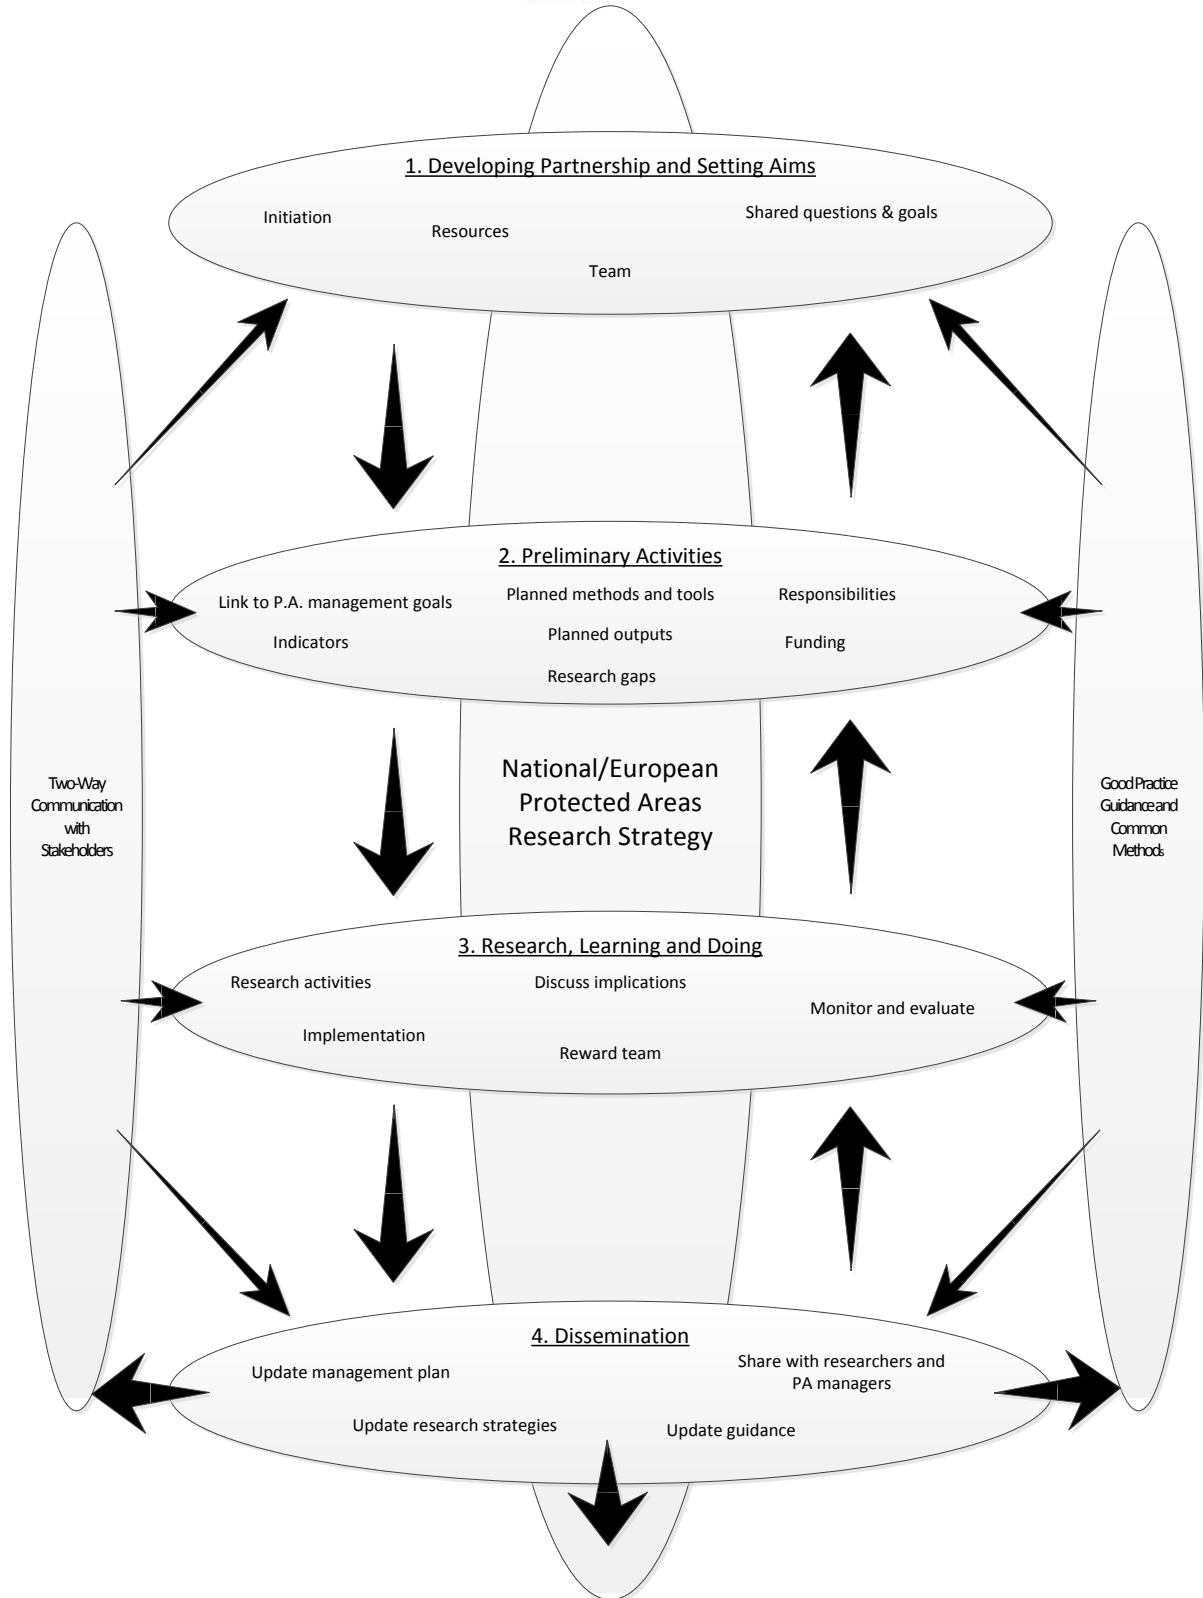 1. Developing Partnership and Setting Aims
Initiation
Resources
Shared questions & goals
Team
2. Preliminary Activities
Link to P.A. management goals
Planned methods and tools
Responsibilities
Indicators
Planned outputs
Funding
Research gaps
Two-Way
Communication
with
Stakeholders
National/European
Protected Areas
Research Strategy
Good Practice
Guidance and
Common
Methods
3. Research, Learning and Doing
Research activities
Discuss implications
Monitor and evaluate
Implementation
Reward team
4. Dissemination
Update management plan
Share with researchers and
PA managers
Update research strategies
Update guidance